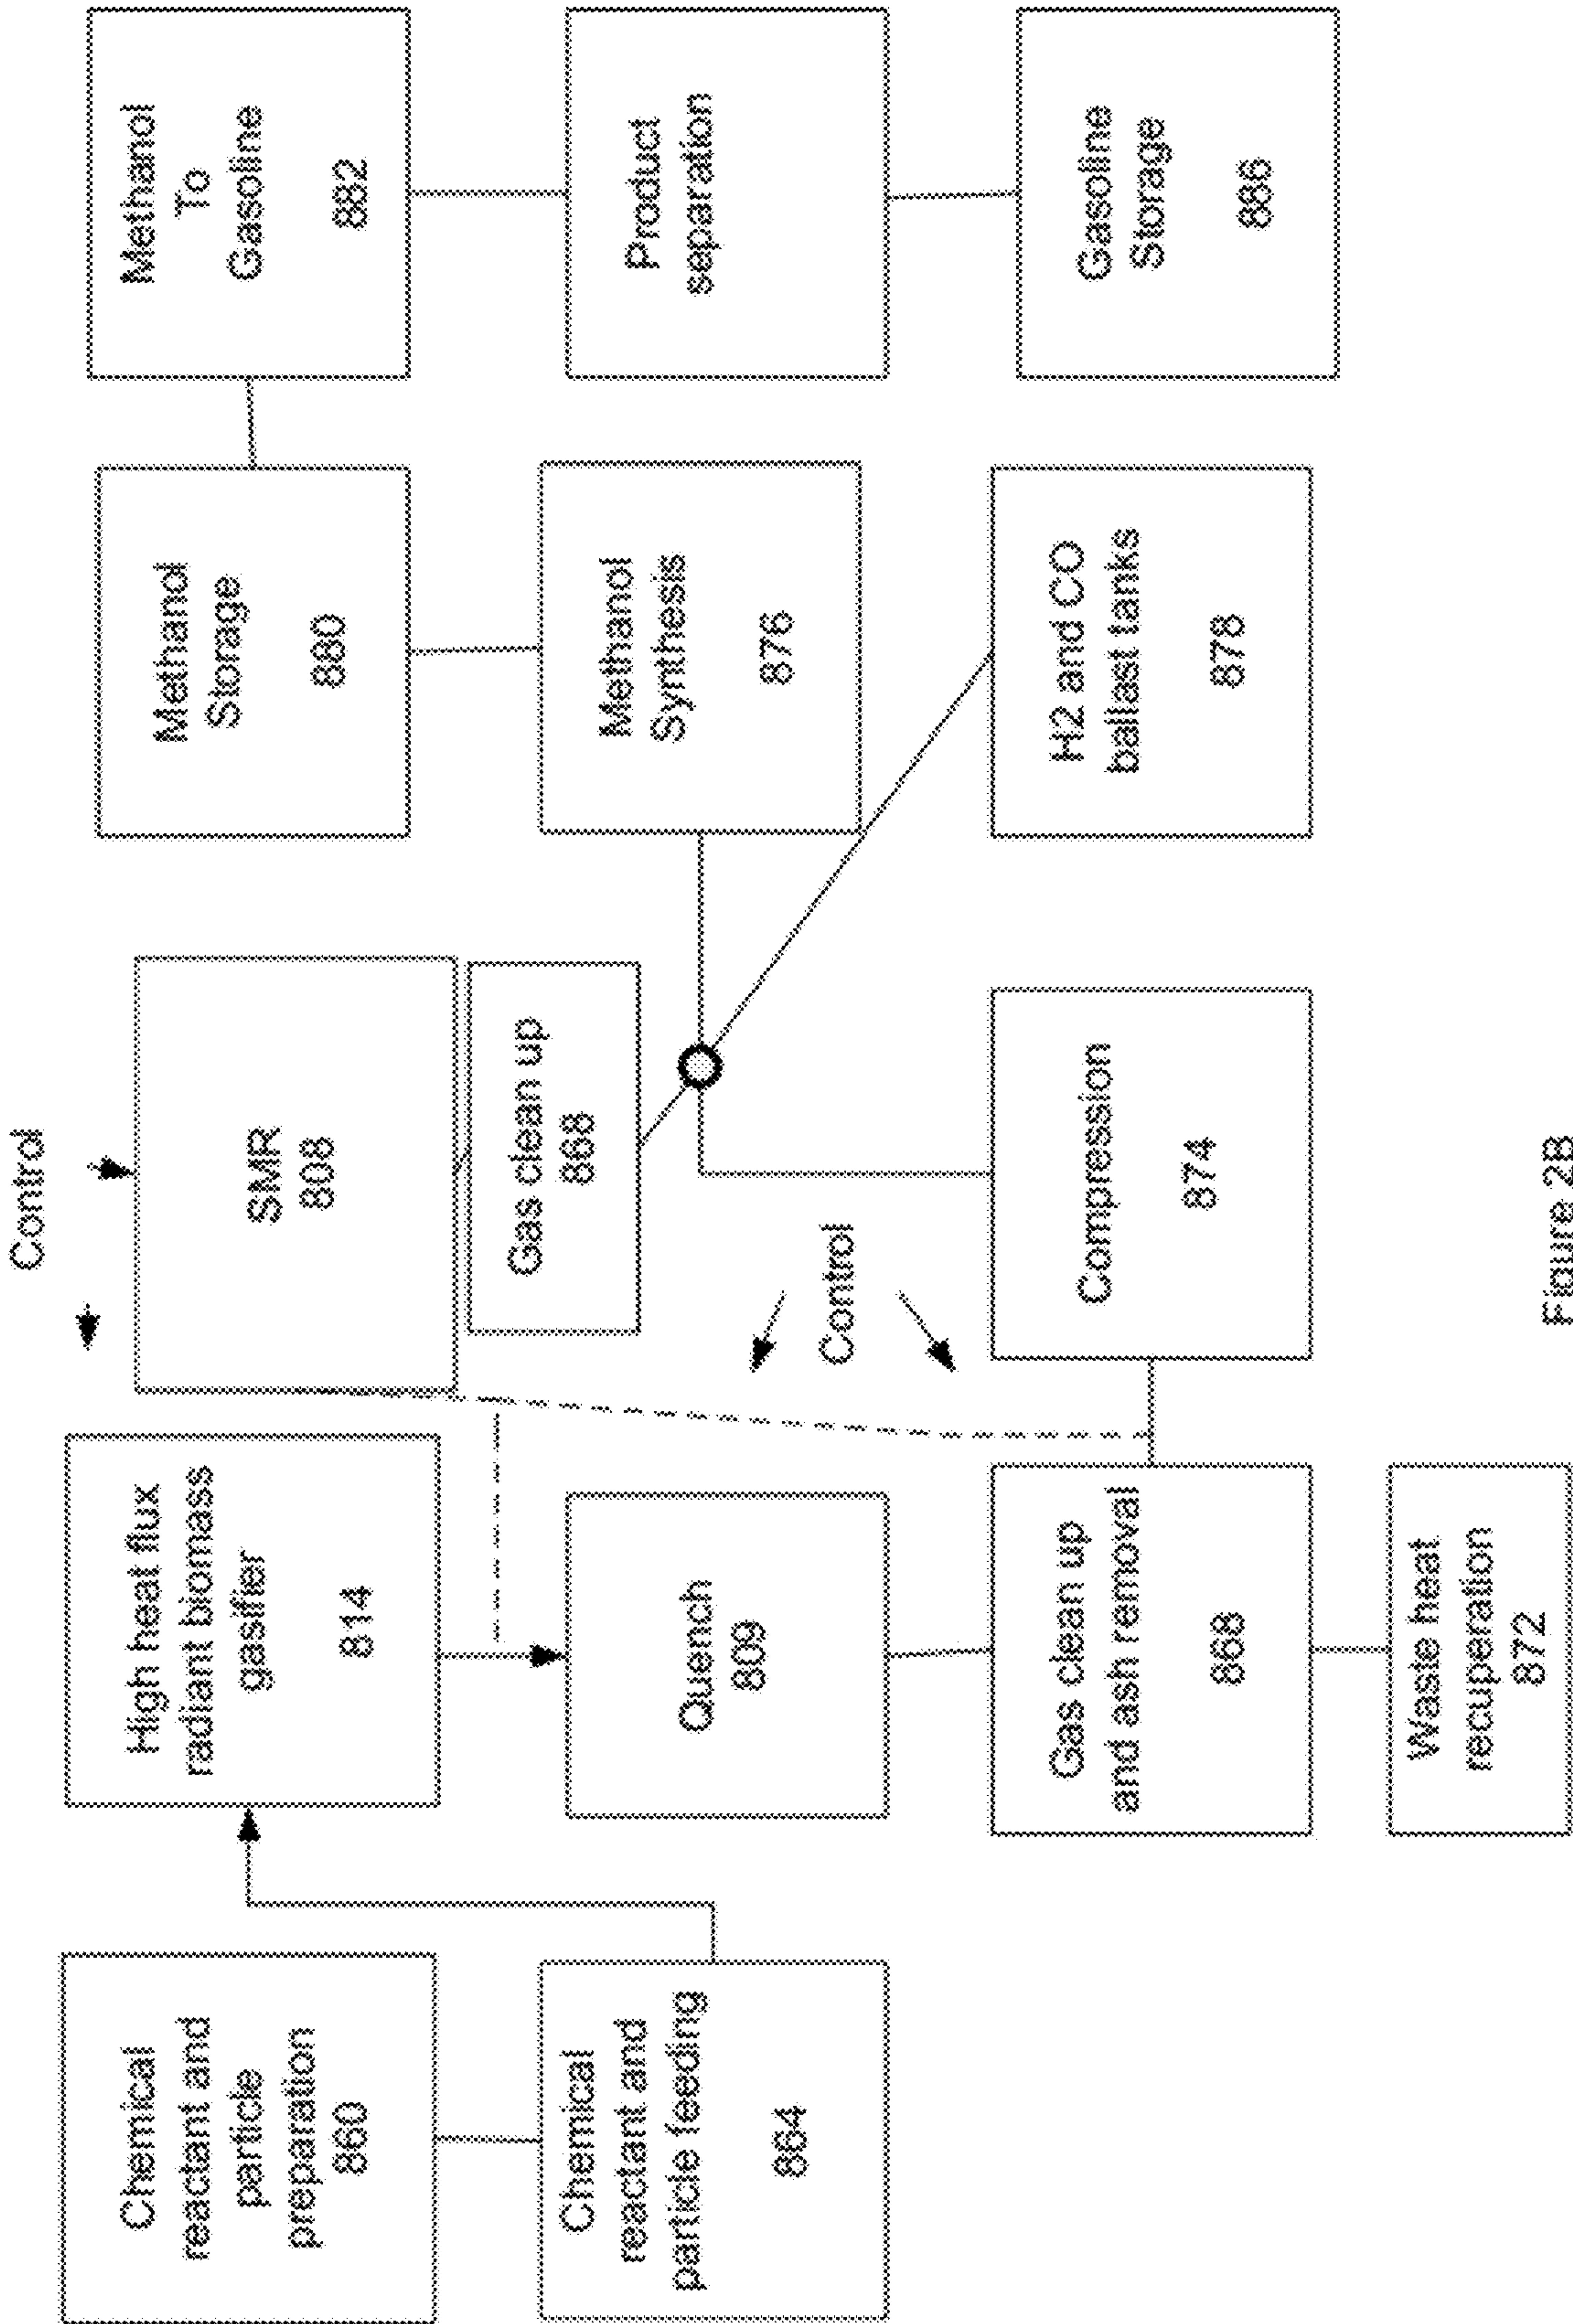 Control
Chemical
reactant and
particle
preparation
860
Chemical
reactant and
particle feeding
864
High heat flux
radiant biomass
gasifier
814
Quench
809
Gas clean up
and ash removal
868
Waste heat
recuperation
872
SMR
808
Gas clean up
868
Control
Compression
874
Methanol
Storage
880
Methanol
Synthesis
876
H2 and CO
ballast tanks
878
Methanol
To
Gasoline
882
Product
separation
Gasoline
Storage
886
Figure 2B